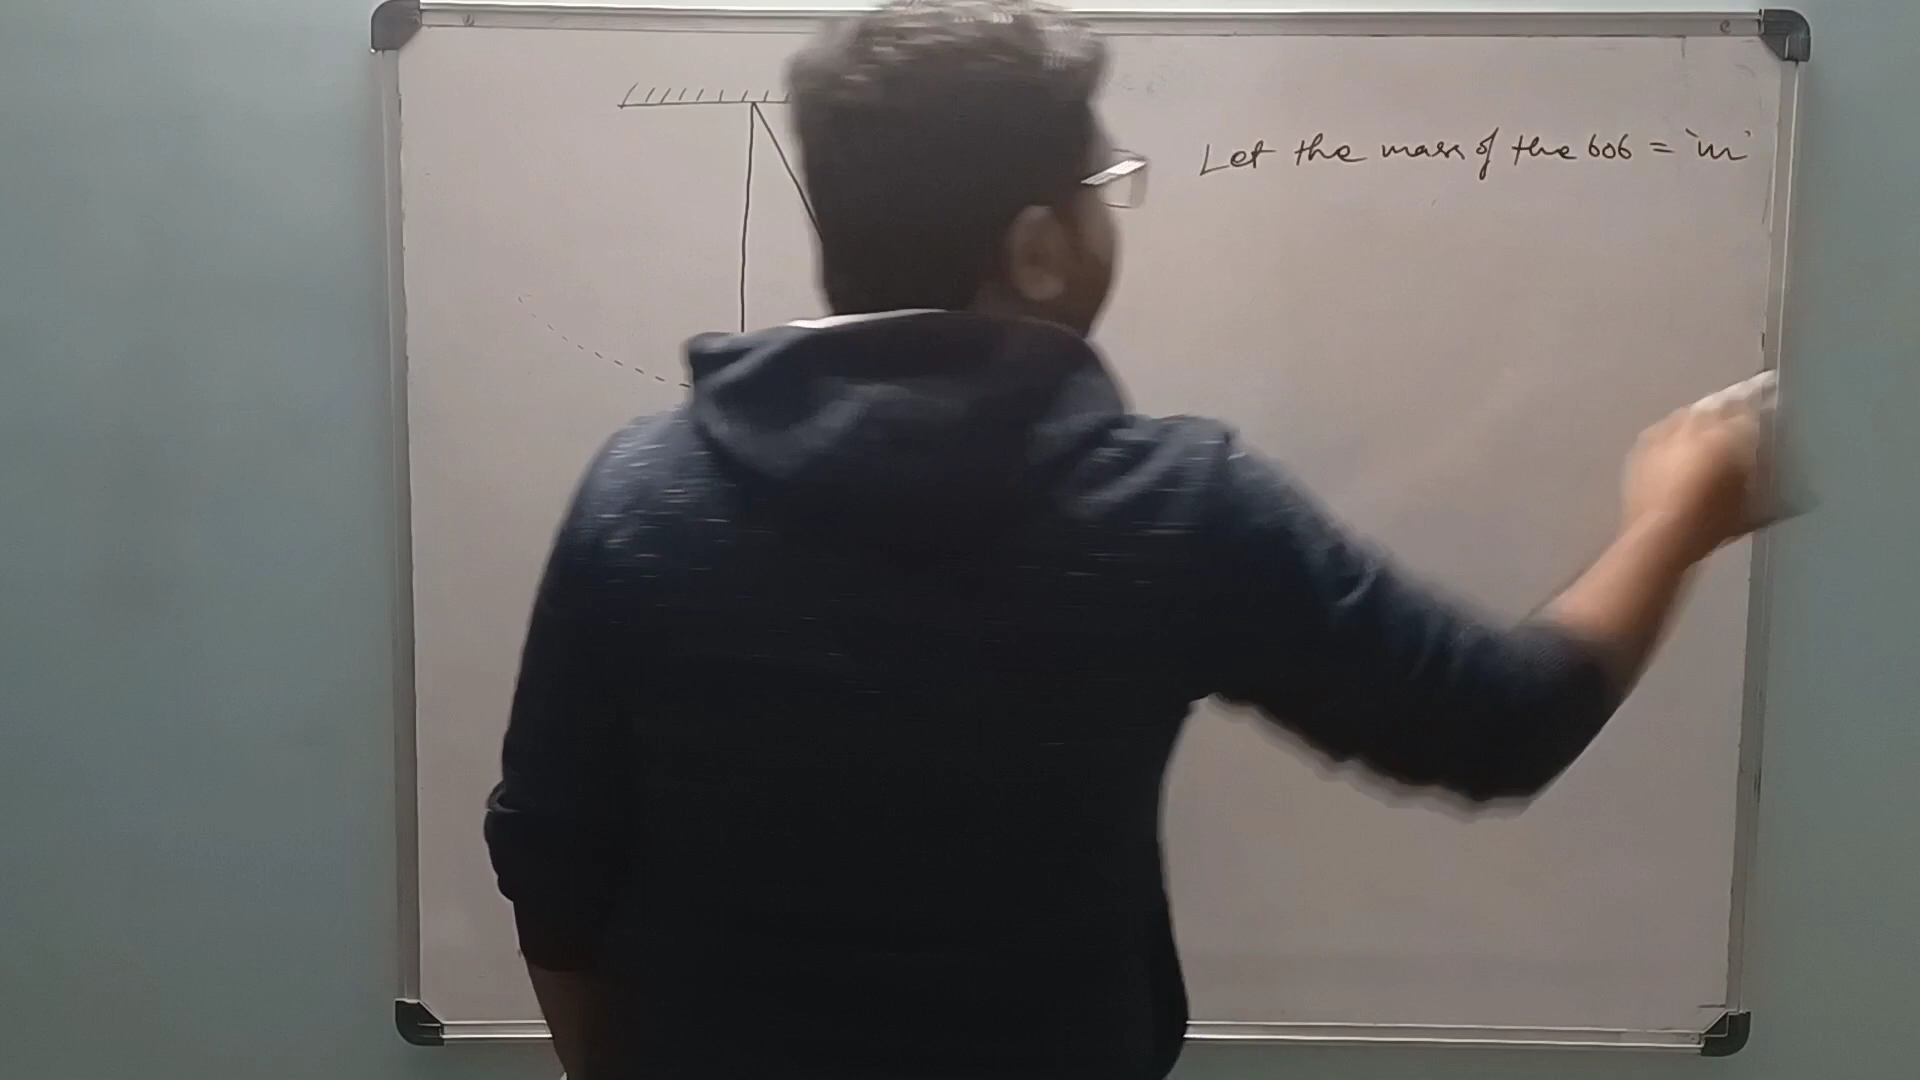 Let the mass of the bob = 'm'